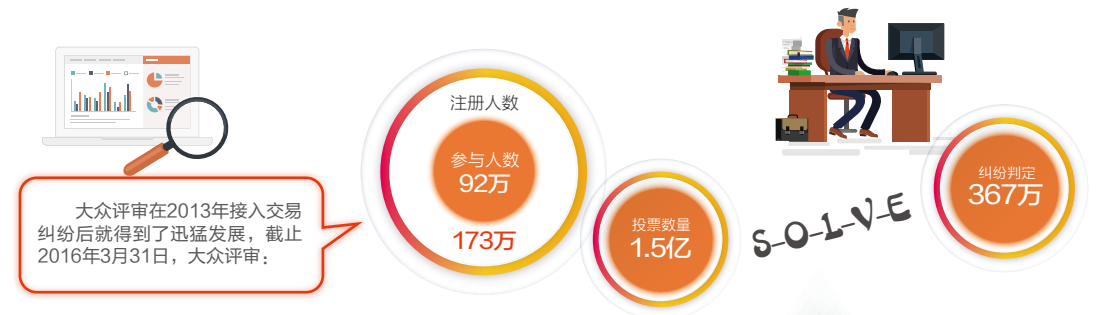 大众评审在2013年接入交易
纠纷后就得到了迅猛发展，截止
2016年3月31日，大众评审：
注册人数
参与人数
92万
173万
投票数量
1.5亿
S-O-L-V-E
纠纷判定
367万